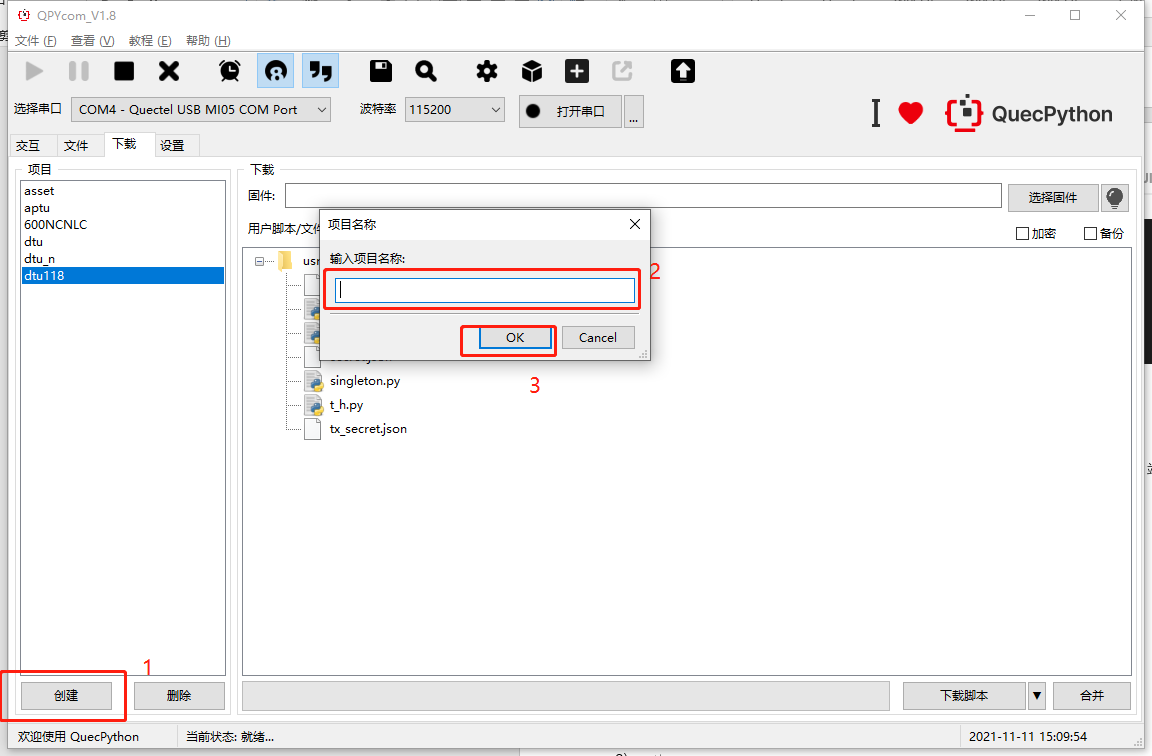 QPYcom_V1.8
文件 (F) 查看 (V) 教程 (E) 帮助 (H)
选择串口 COM4 - Quectel USB MI05 COM Port 波特率 115200 打开串口 ...
I QuecPython
交互 文件 下载 设置
项目
asset
aptu
600NCNLC
dtu
dtu_n
dtu118
创建 删除
1
下载
固件: 选择固件
用户脚本/文件 加密 备份
usr
singleton.py
t_h.py
tx_secret.json
项目名称
输入项目名称:
2
OK Cancel
3
下载脚本 合并
欢迎使用 QuecPython 当前状态: 就绪... 2021-11-11 15:09:54